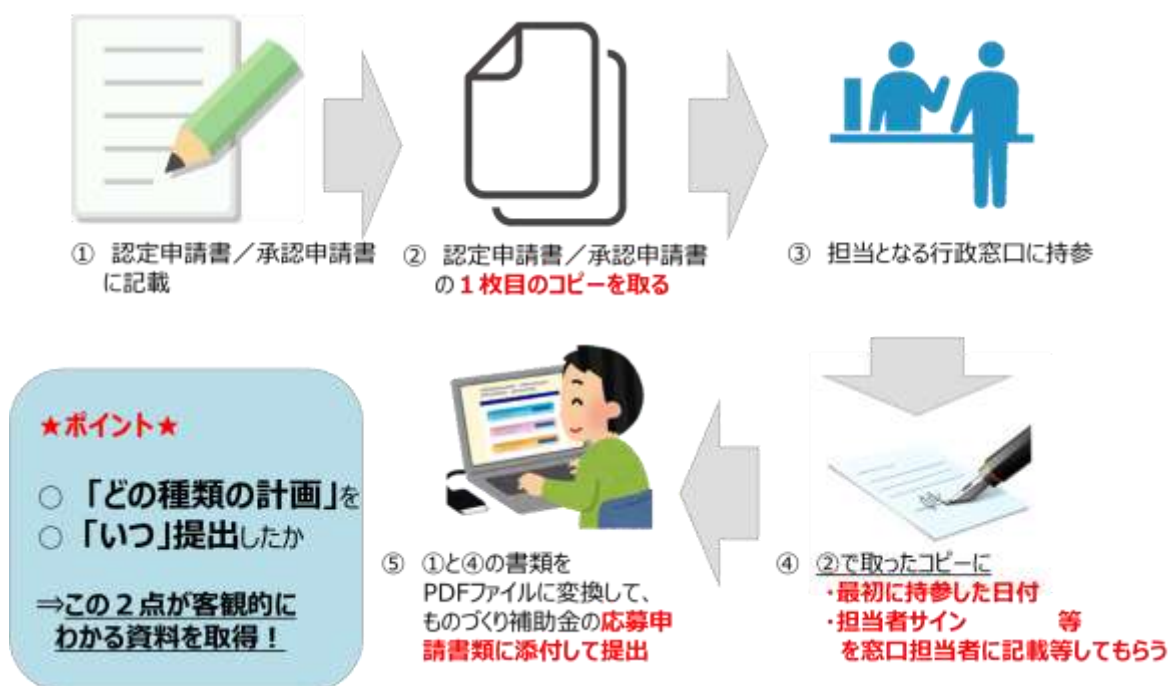 ① 認定申請書／承認申請書
に記載
② 認定申請書／承認申請書
の１枚目のコピーを取る
③ 担当となる行政窓口に持参
★ポイント★
○ 「どの種類の計画」を
○ 「いつ」提出したか
⇒この２点が客観的に
わかる資料を取得！
④ ②で取ったコピーに
・最初に持参した日付
・担当者サイン 等
を窓口担当者に記載等してもらう
⑤ ①と④の書類を
PDFファイルに変換して、
ものづくり補助金の応募申
請書類に添付して提出